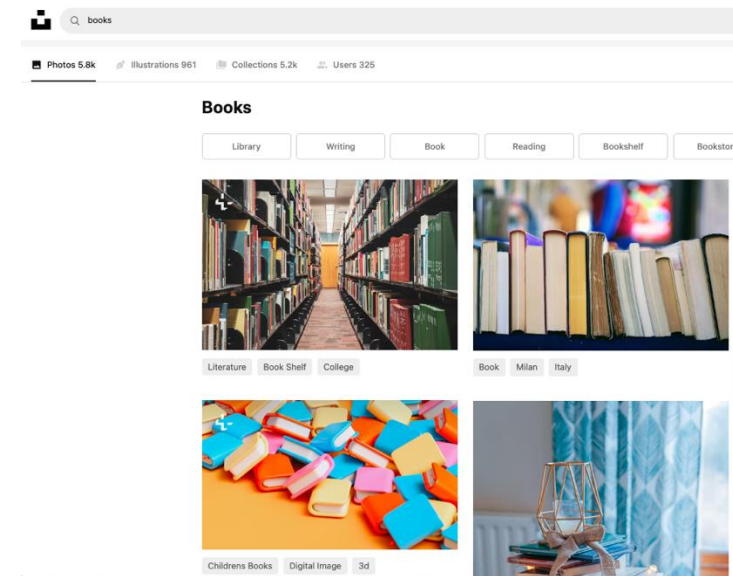 books
Photos 5.8k Illustrations 961 Collections 5.2k Users 325
Books
Library Writing Book Reading Bookshelf Bookstor
Literature Book Shelf College
Book Milan Italy
Childrens Books Digital Image 3d